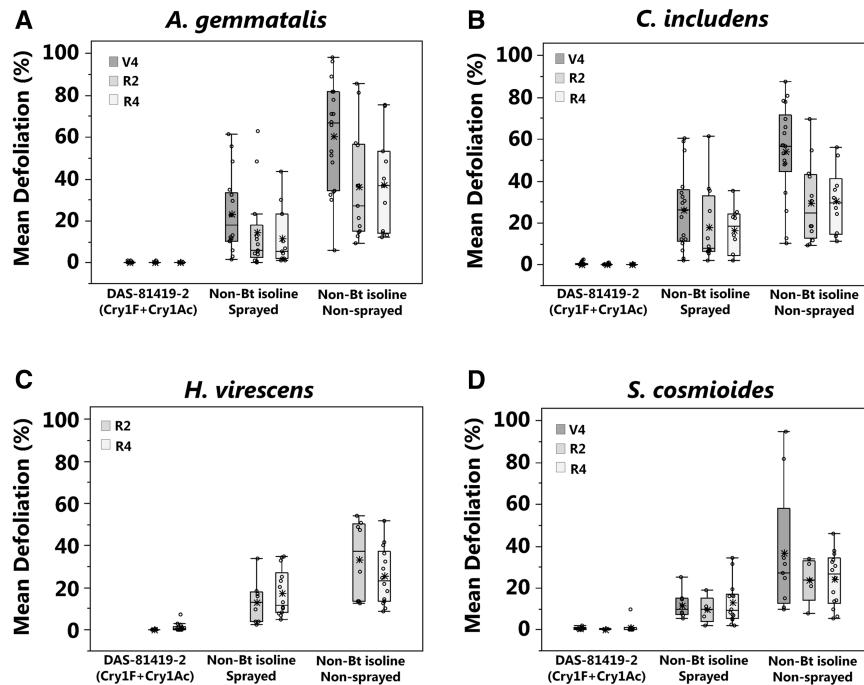 A
A. gemmatalis
Mean Defoliation (%)
100
80
60
40
20
0
V4
R2
R4
DAS-81419-2
(Cry1F+Cry1Ac)
Non-Bt isoline
Sprayed
Non-Bt isoline
Non-sprayed
B
C. includens
Mean Defoliation (%)
100
80
60
40
20
0
V4
R2
R4
DAS-81419-2
(Cry1F+Cry1Ac)
Non-Bt isoline
Sprayed
Non-Bt isoline
Non-sprayed
C
H. virescens
Mean Defoliation (%)
100
80
60
40
20
0
R2
R4
DAS-81419-2
(Cry1F+Cry1Ac)
Non-Bt isoline
Sprayed
Non-Bt isoline
Non-sprayed
D
S. cosmioides
Mean Defoliation (%)
100
80
60
40
20
0
V4
R2
R4
DAS-81419-2
(Cry1F+Cry1Ac)
Non-Bt isoline
Sprayed
Non-Bt isoline
Non-sprayed